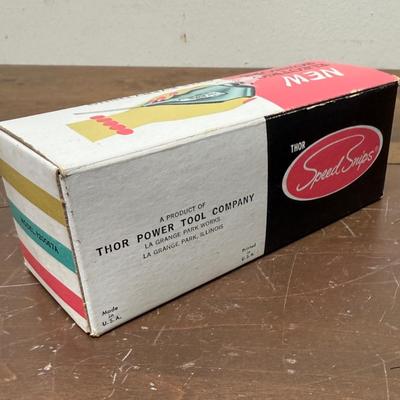 NEW
THOR
Speed Snips®
A PRODUCT OF
THOR POWER TOOL COMPANY
LA GRANGE PARK WORKS
LA GRANGE, PARK, ILLINOIS
Made
in
U.S.A.
Printed
in
U.S.A.